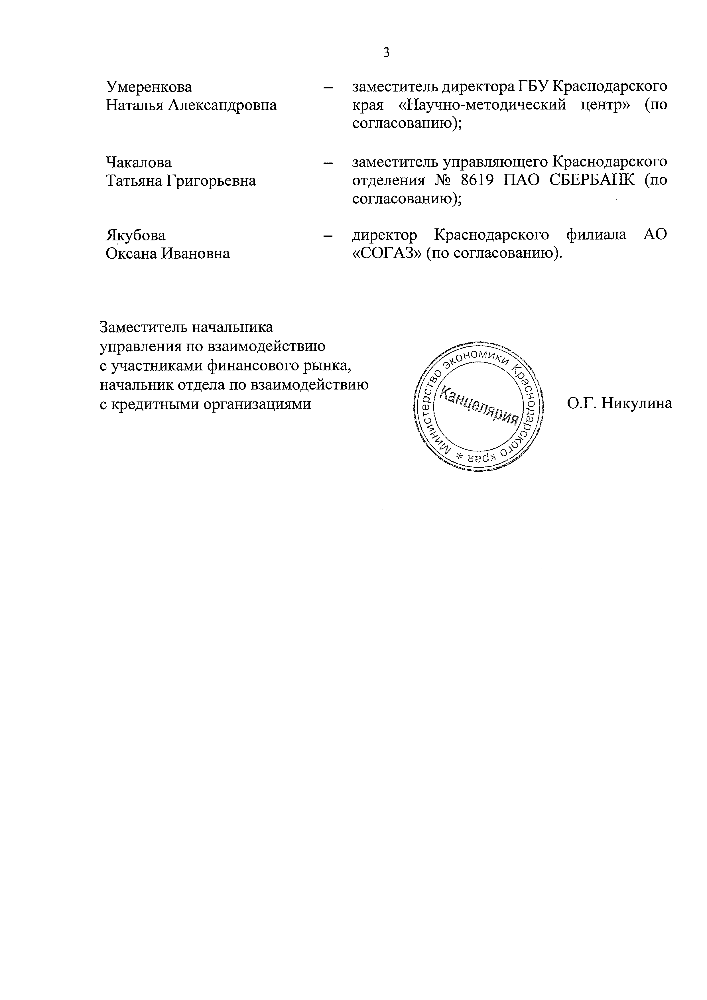 3
Умеренкова
Наталья Александровна
–
заместитель директора ГБУ Краснодарского
края «Научно-методический центр» (по
согласованию);
Чакалова
Татьяна Григорьевна
–
заместитель управляющего Краснодарского
отделения № 8619 ПАО СБЕРБАНК (по
согласованию);
Якубова
Оксана Ивановна
–
директор Краснодарского филиала АО
«СОГАЗ» (по согласованию).
Заместитель начальника
управления по взаимодействию
с участниками финансового рынка,
начальник отдела по взаимодействию
с кредитными организациями
О.Г. Никулина
Министерство экономики Краснодарского края *
Канцелярия